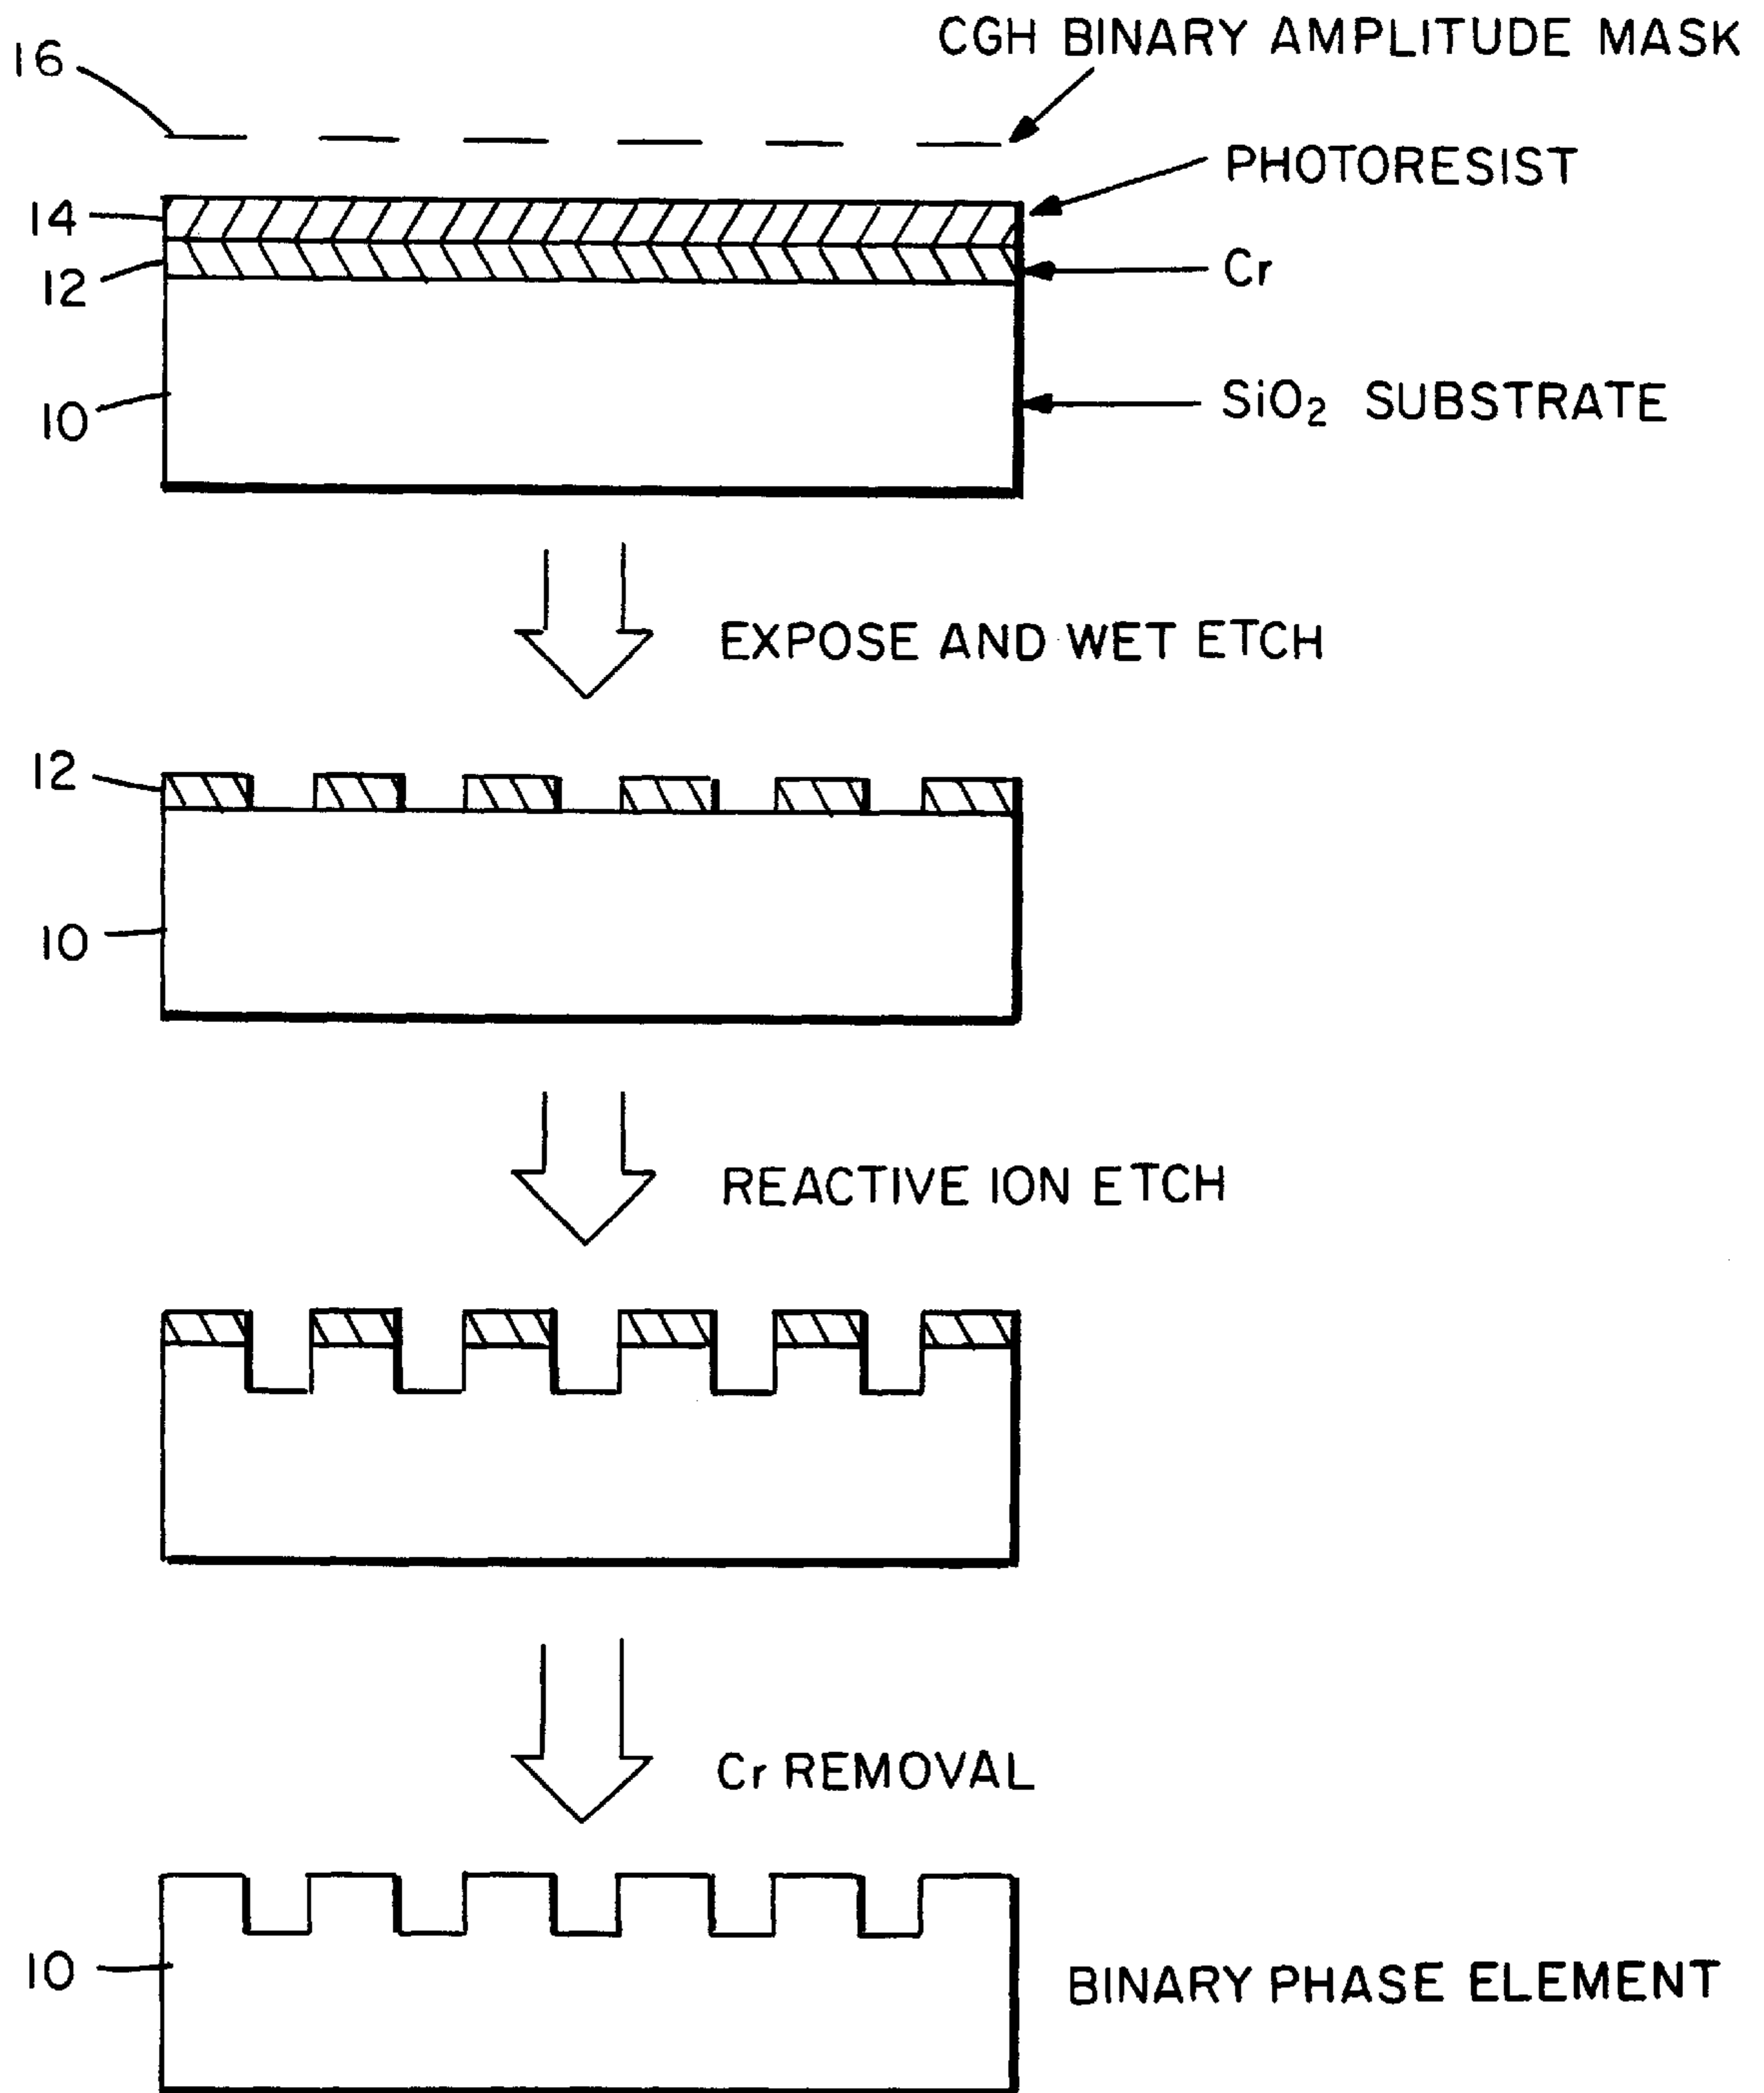 CGH BINARY AMPLITUDE MASK
16
PHOTORESIST
14
Cr
12
SiO₂ SUBSTRATE
10
EXPOSE AND WET ETCH
12
10
REACTIVE ION ETCH
Cr REMOVAL
10
BINARY PHASE ELEMENT